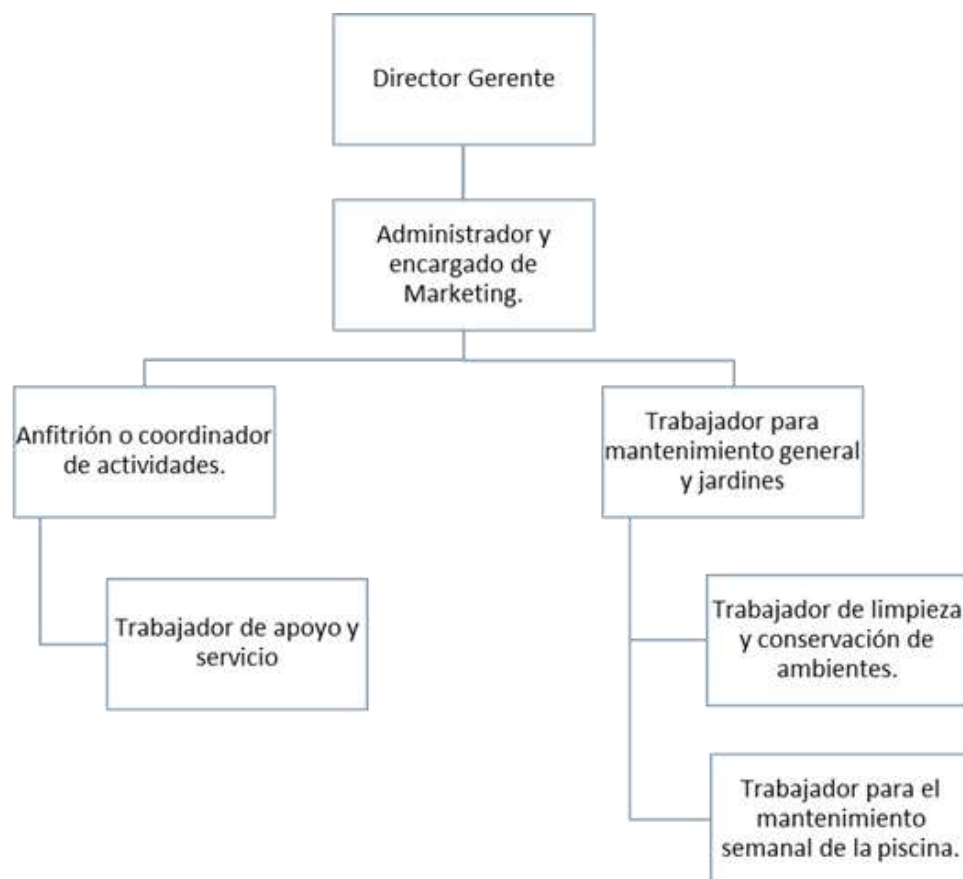 Director Gerente
Administrador y
encargado de
Marketing.
Anfitrión o coordinador
de actividades.
Trabajador para
mantenimiento general
y jardines
Trabajador de apoyo y
servicio
Trabajador de limpieza
y conservación de
ambientes.
Trabajador para el
mantenimiento
semanal de la piscina.